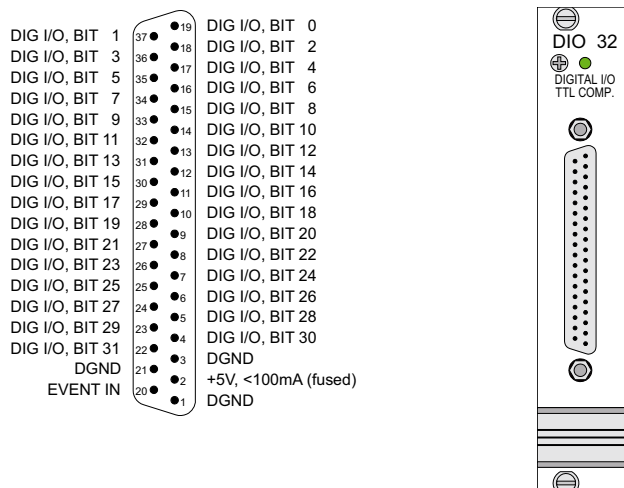 DIG I/O, BIT 1 37 19 DIG I/O, BIT 0
DIG I/O, BIT 3 36 18 DIG I/O, BIT 2
DIG I/O, BIT 5 35 17 DIG I/O, BIT 4
DIG I/O, BIT 7 34 16 DIG I/O, BIT 6
DIG I/O, BIT 9 33 15 DIG I/O, BIT 8
DIG I/O, BIT 11 32 14 DIG I/O, BIT 10
DIG I/O, BIT 13 31 13 DIG I/O, BIT 12
DIG I/O, BIT 15 30 12 DIG I/O, BIT 14
DIG I/O, BIT 17 29 11 DIG I/O, BIT 16
DIG I/O, BIT 19 28 10 DIG I/O, BIT 18
DIG I/O, BIT 21 27 9 DIG I/O, BIT 20
DIG I/O, BIT 23 26 8 DIG I/O, BIT 22
DIG I/O, BIT 25 25 7 DIG I/O, BIT 24
DIG I/O, BIT 27 24 6 DIG I/O, BIT 26
DIG I/O, BIT 29 23 5 DIG I/O, BIT 28
DIG I/O, BIT 31 22 4 DIG I/O, BIT 30
DGND 21 3 DGND
EVENT IN 20 2 +5V, <100mA (fused)
1 DGND
DIO 32
DIGITAL I/O
TTL COMP.